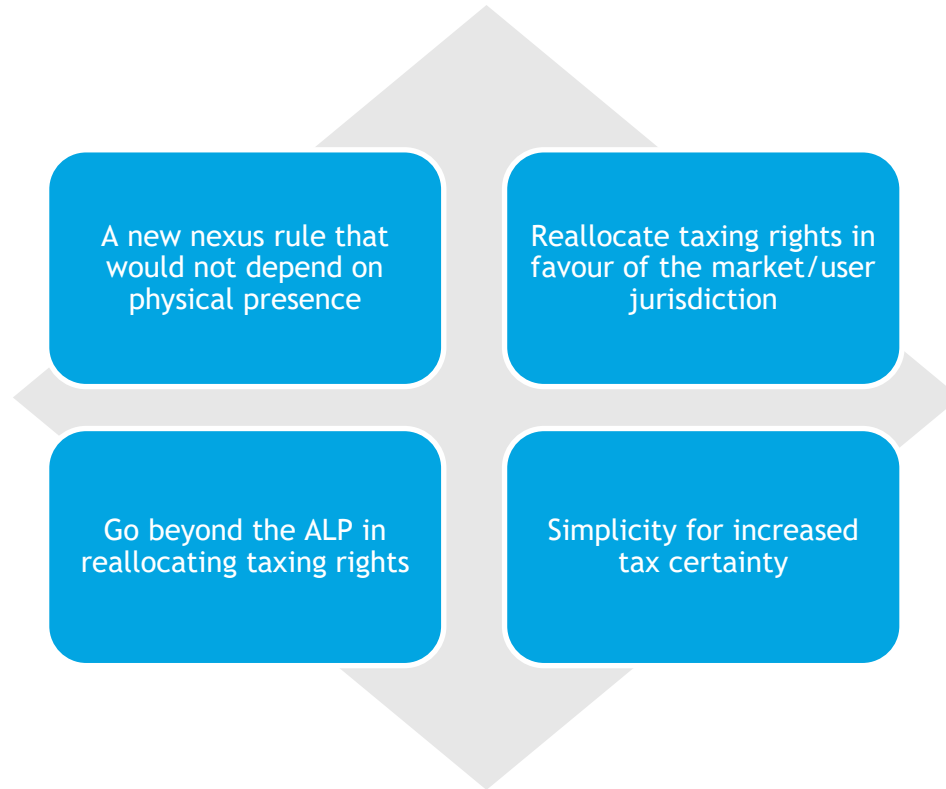 A new nexus rule that
would not depend on
physical presence
Reallocate taxing rights in
favour of the market/user
jurisdiction
Go beyond the ALP in
reallocating taxing rights
Simplicity for increased
tax certainty